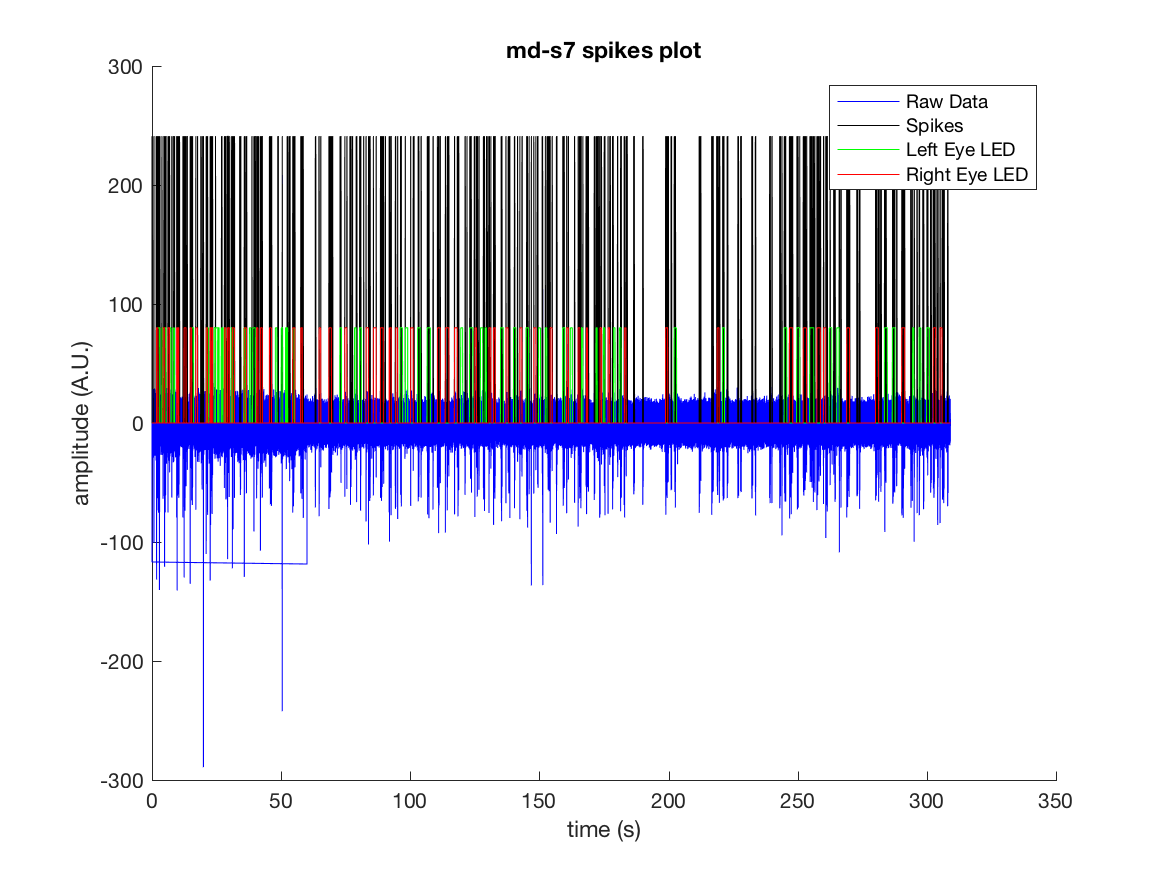 md-s7 spikes plot
300
200
100
0
-100
-200
-300
amplitude (A.U.)
Raw Data
Spikes
Left Eye LED
Right Eye LED
0 50 100 150 200 250 300 350
time (s)